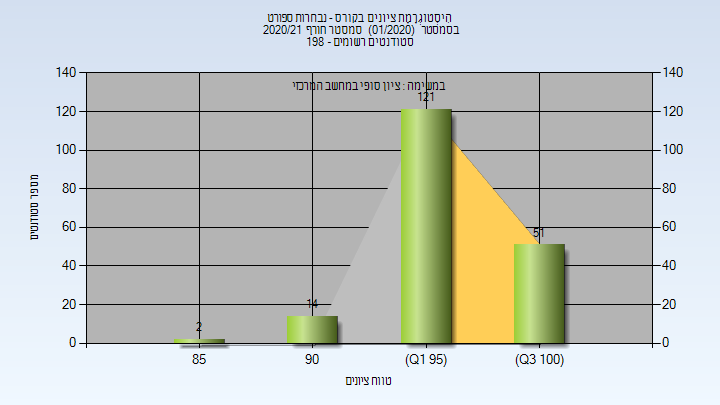 היסטוגרמת ציונים בקורס - נבחרות ספורט
בסמסטר (01/2020) סמסטר חורף 2020/21
סטודנטים רשומים - 198
במשימה : ציון סופי במחשב המרכזי
140 140
120 120
100 100
80 80
60 60
40 40
20 20
0 0
2
14
121
51
85
90
(Q1 95)
(Q3 100)
מספר סטודנטים
טווח ציונים